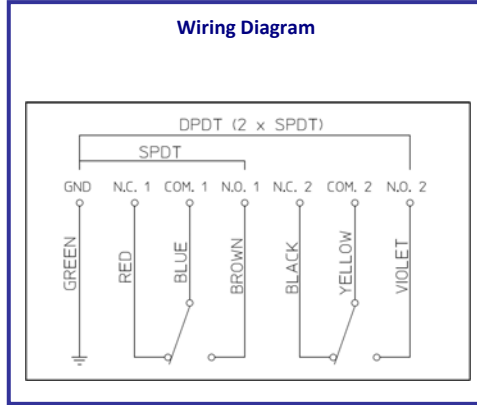 Wiring Diagram
DPDT (2 x SPDT)
SPDT
GND N.C. 1 COM. 1 N.O. 1 N.C. 2 COM. 2 N.O. 2
GREEN RED BLUE BROWN BLACK YELLOW VIOLET